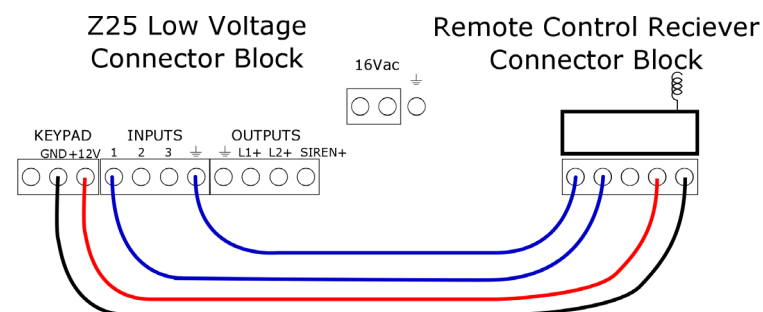 Z25 Low Voltage
Connector Block
Remote Control Reciever
Connector Block
16Vac
KEYPAD INPUTS OUTPUTS
GND +12V 1 2 3 L1+ L2+ SIREN+